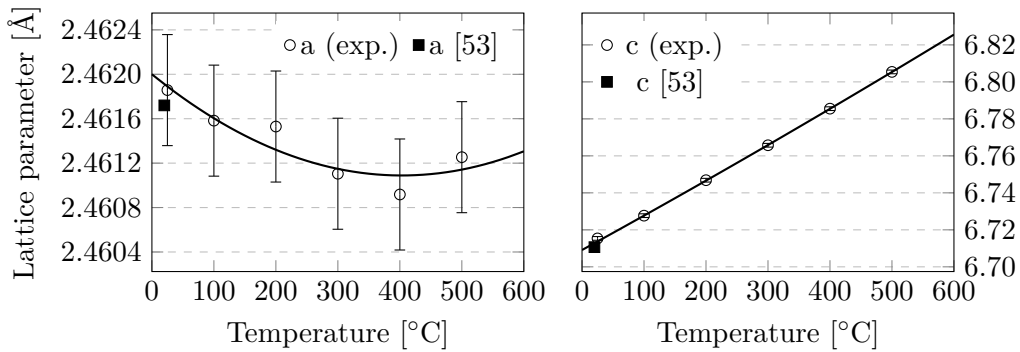 Lattice parameter [Å]
2.4624
2.4620
2.4616
2.4612
2.4608
2.4604
a (exp.) a [53]
0 100 200 300 400 500 600
Temperature [°C]
c (exp.)
c [53]
6.82
6.80
6.78
6.76
6.74
6.72
6.70
0 100 200 300 400 500 600
Temperature [°C]